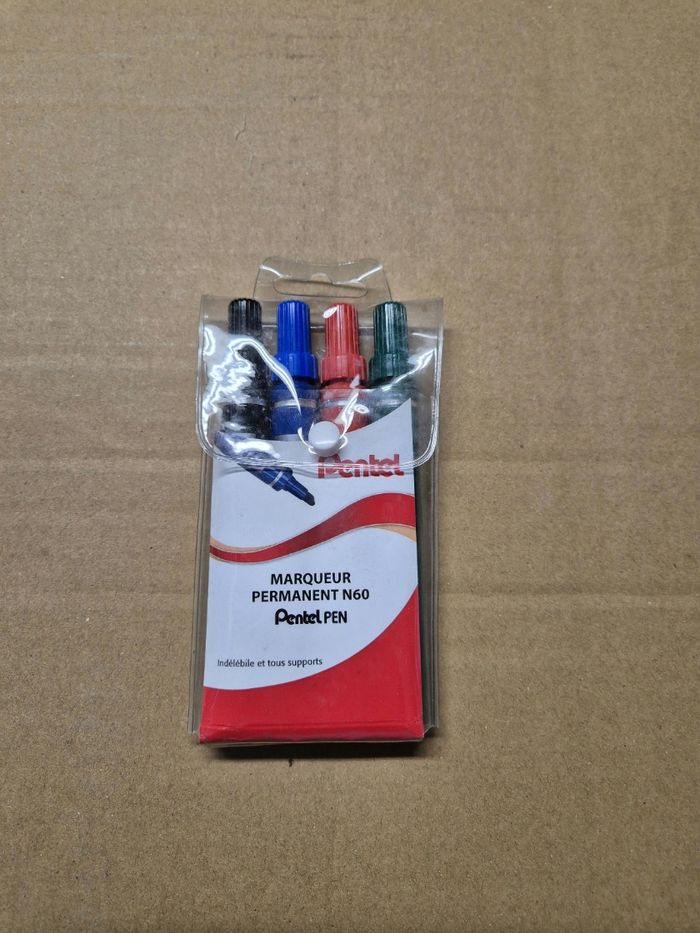 Pentel
MARQUEUR
PERMANENT N60
Pentel PEN
Indélébile et tous supports